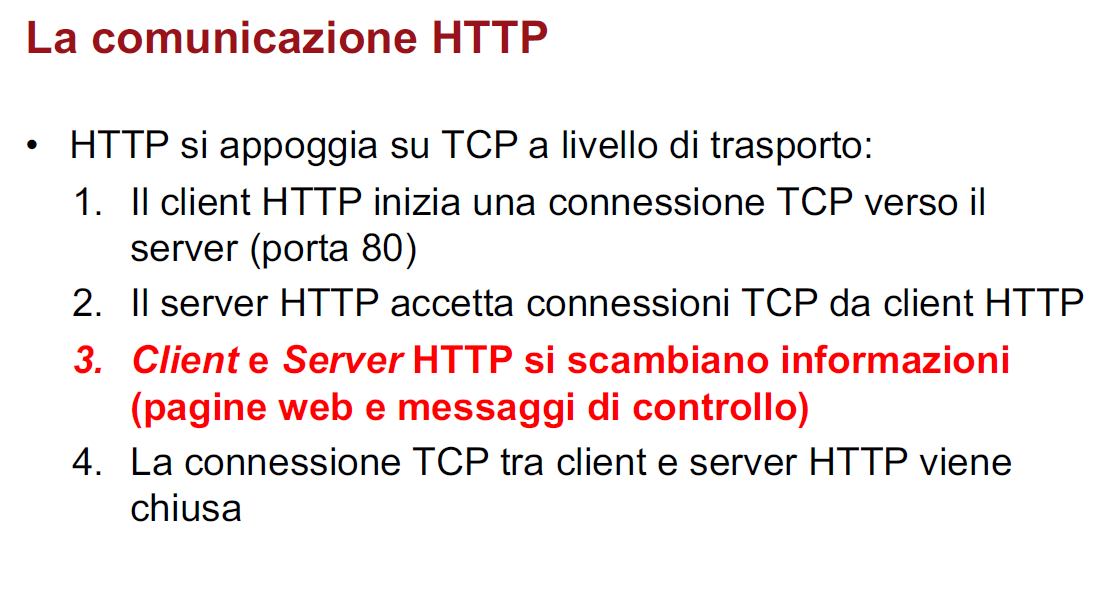 La comunicazione HTTP
• HTTP si appoggia su TCP a livello di trasporto:
1. Il client HTTP inizia una connessione TCP verso il
server (porta 80)
2. Il server HTTP accetta connessioni TCP da client HTTP
3. Client e Server HTTP si scambiano informazioni
(pagine web e messaggi di controllo)
4. La connessione TCP tra client e server HTTP viene
chiusa